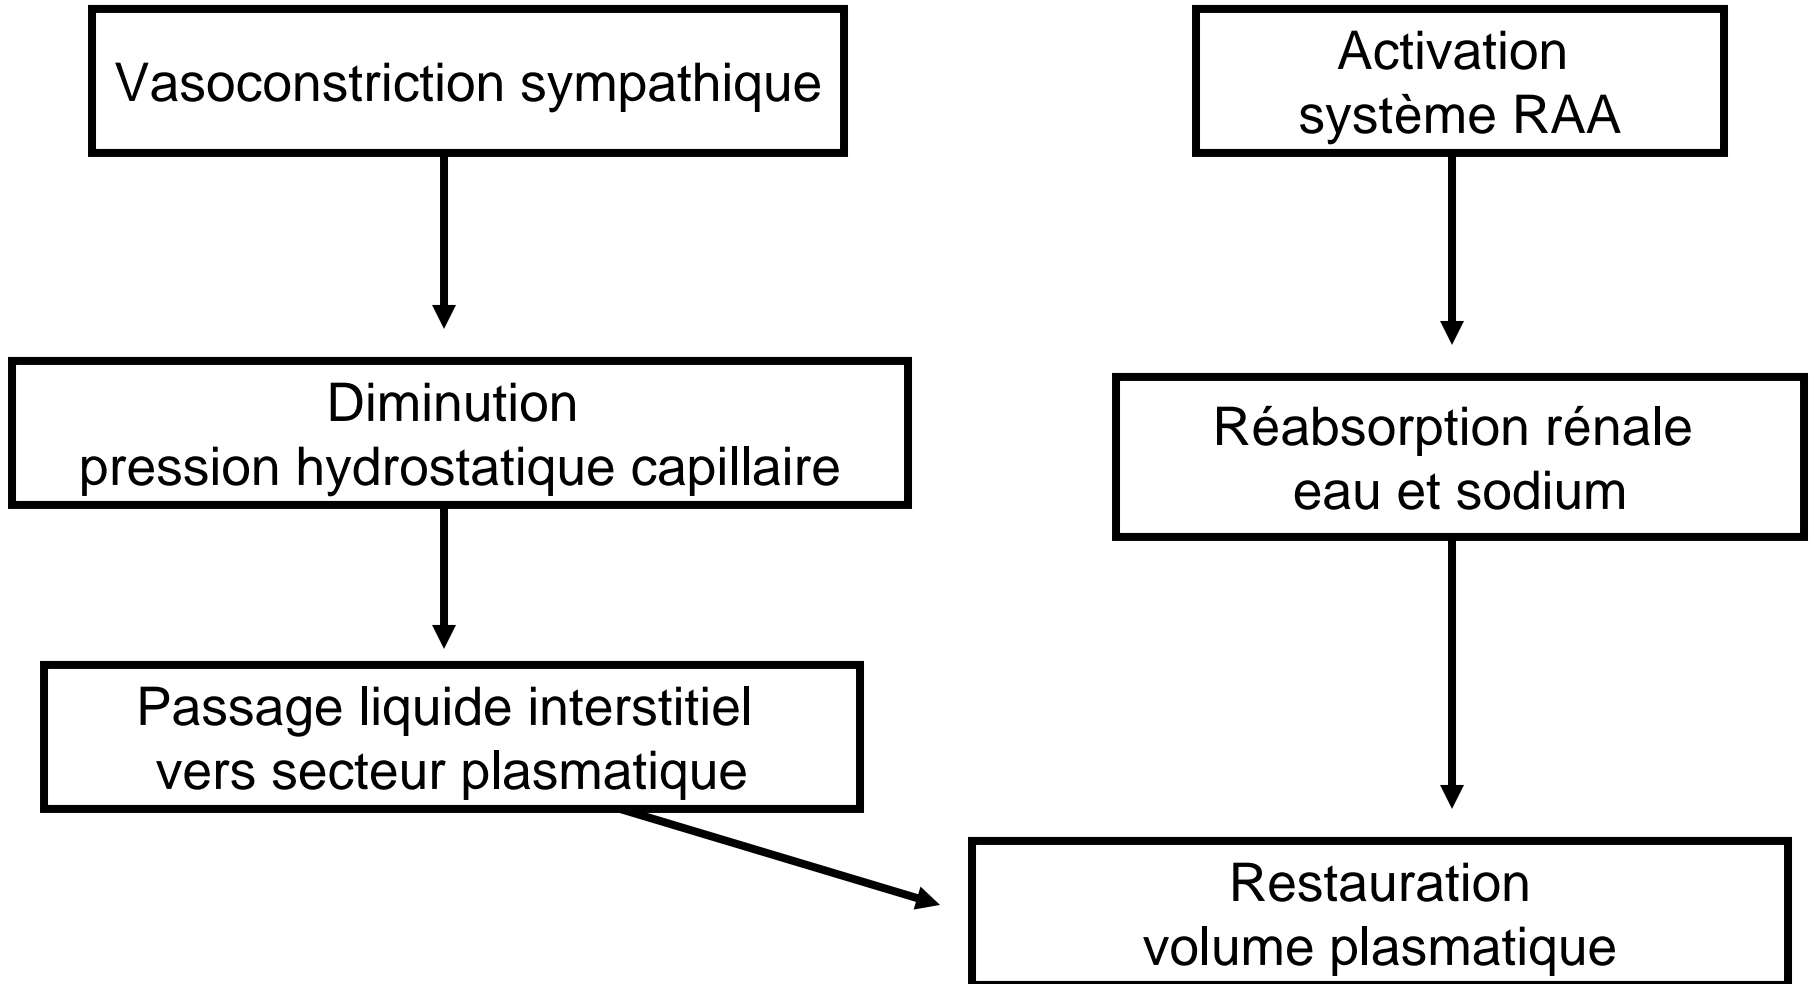 Vasoconstriction sympathique
Activation
système RAA
Diminution
pression hydrostatique capillaire
Réabsorption rénale
eau et sodium
Passage liquide interstitiel
vers secteur plasmatique
Restauration
volume plasmatique